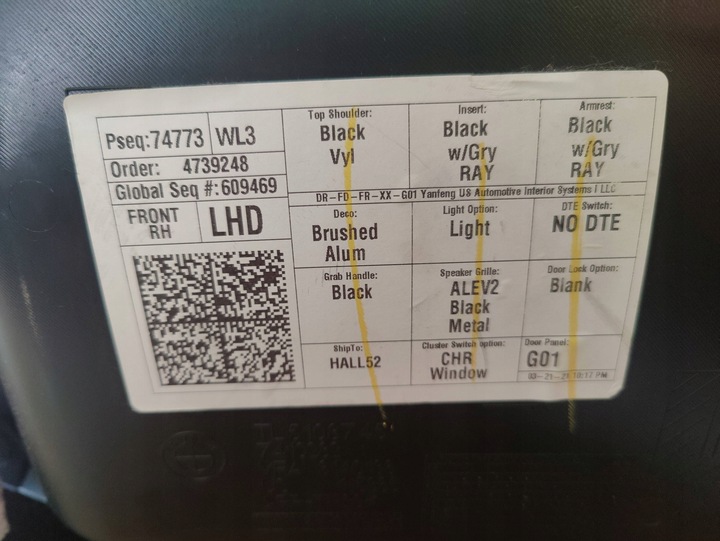 Pseq:74773 WL3
Order: 4739248
Global Seq #:609469
FRONT
RH
LHD
Top Shoulder:
Black
Vyl
Insert:
Black
w/Gry
RAY
Armrest:
Black
w/Gry
RAY
DR-FD-FR-XX-G01 Yanfeng US Automotive Interior Systems I LLC
Deco:
Brushed
Alum
Light Option:
Light
DTE Switch:
NO DTE
Grab Handle:
Black
Speaker Grille:
ALEV2
Black
Metal
Door Lock Option:
Blank
ShipTo:
HALL52
Cluster Switch option:
CHR
Window
Door Panel:
G01
PM